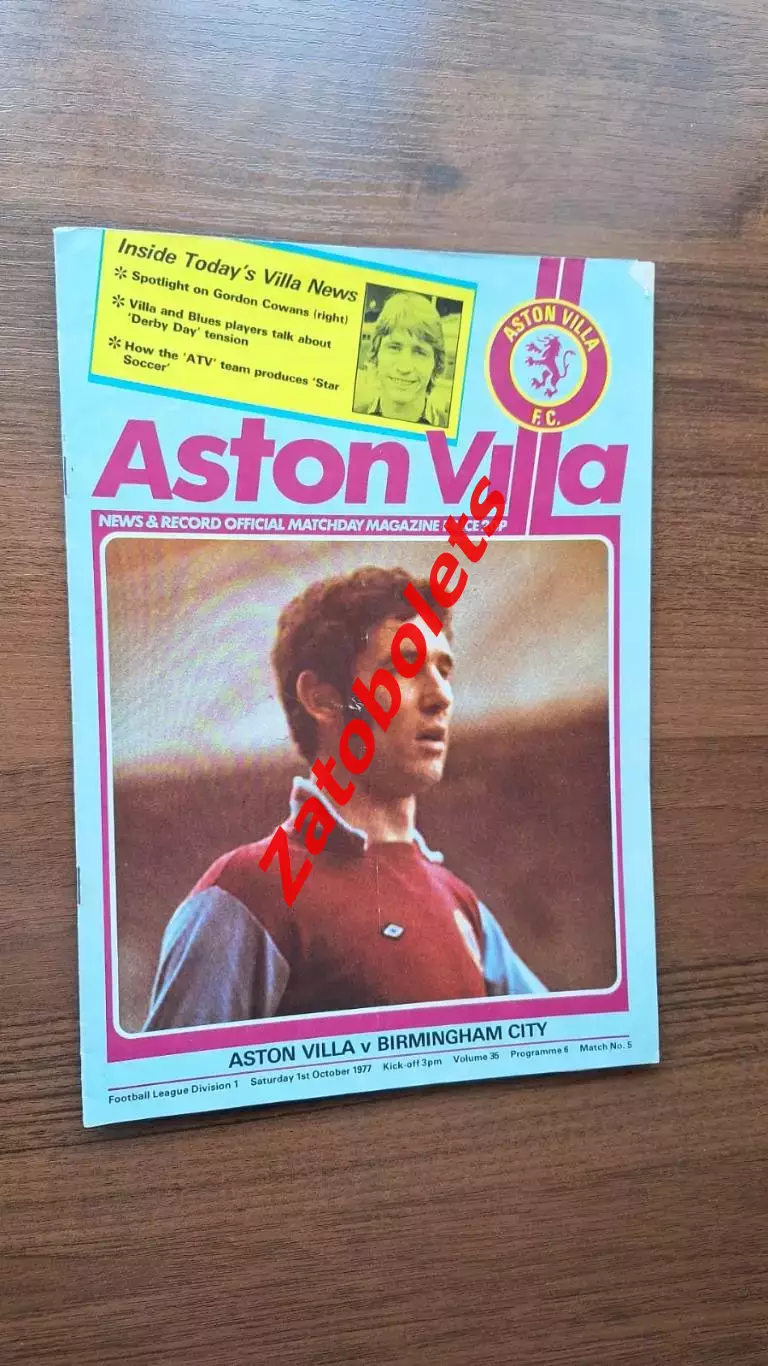 Inside Today's Villa News
* Spotlight on Gordon Cowans (right)
* Villa and Blues players talk about
'Derby Day' tension
* How the 'ATV' team produces 'Star
Soccer'
ASTON VILLA
F.C.
Aston Villa
NEWS & RECORD OFFICIAL MATCHDAY MAGAZINE
Zatobolets
ASTON VILLA v BIRMINGHAM CITY
Football League Division 1 Saturday 1st October 1977 Kick-off 3pm Volume 35 Programme 6 Match No. 5